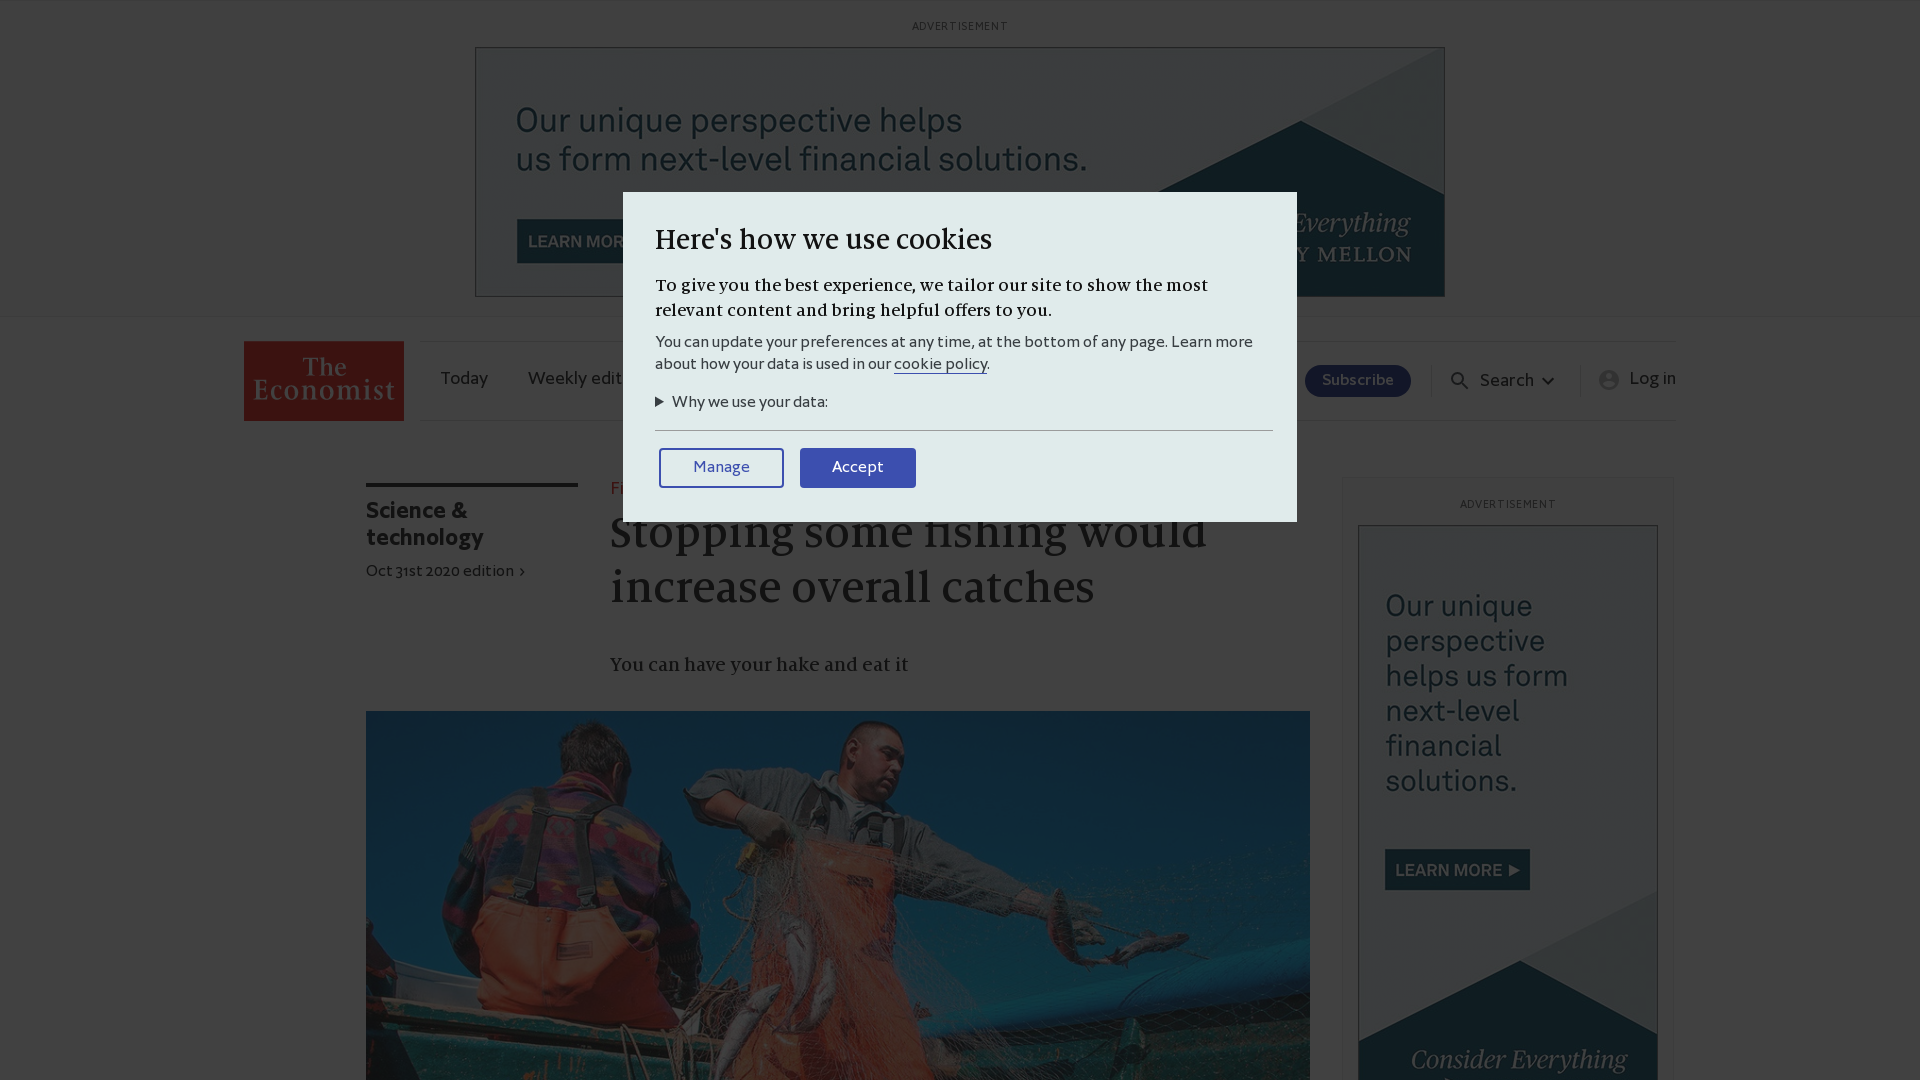 ADVERTISEMENT
Our unique perspective helps
us form next-level financial solutions.
LEARN MOR
Everything
Y MELLON
Here's how we use cookies
To give you the best experience, we tailor our site to show the most
relevant content and bring helpful offers to you.
You can update your preferences at any time, at the bottom of any page. Learn more
about how your data is used in our cookie policy.
Why we use your data:
Manage
Accept
The
Economist
Today
Weekly edit
Subscribe
Search
Log in
Science &
technology
Oct 31st 2020 edition ›
Fi
Stopping some fishing would
increase overall catches
You can have your hake and eat it
ADVERTISEMENT
Our unique
perspective
helps us form
next-level
financial
solutions.
LEARN MORE
Consider Everything